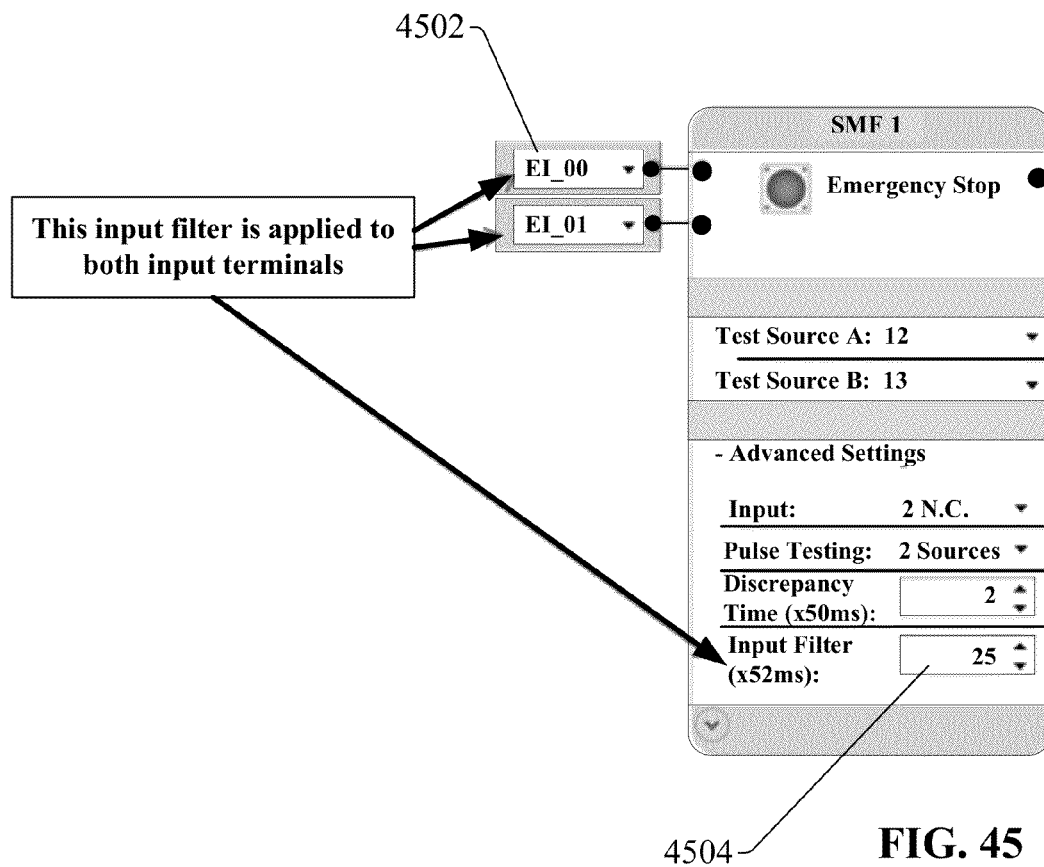 4502
SMF 1
EI_00
Emergency Stop
EI_01
This input filter is applied to
both input terminals
Test Source A: 12
Test Source B: 13
- Advanced Settings
Input: 2 N.C.
Pulse Testing: 2 Sources
Discrepancy
Time (x50ms): 2
Input Filter
(x52ms): 25
4504
FIG. 45